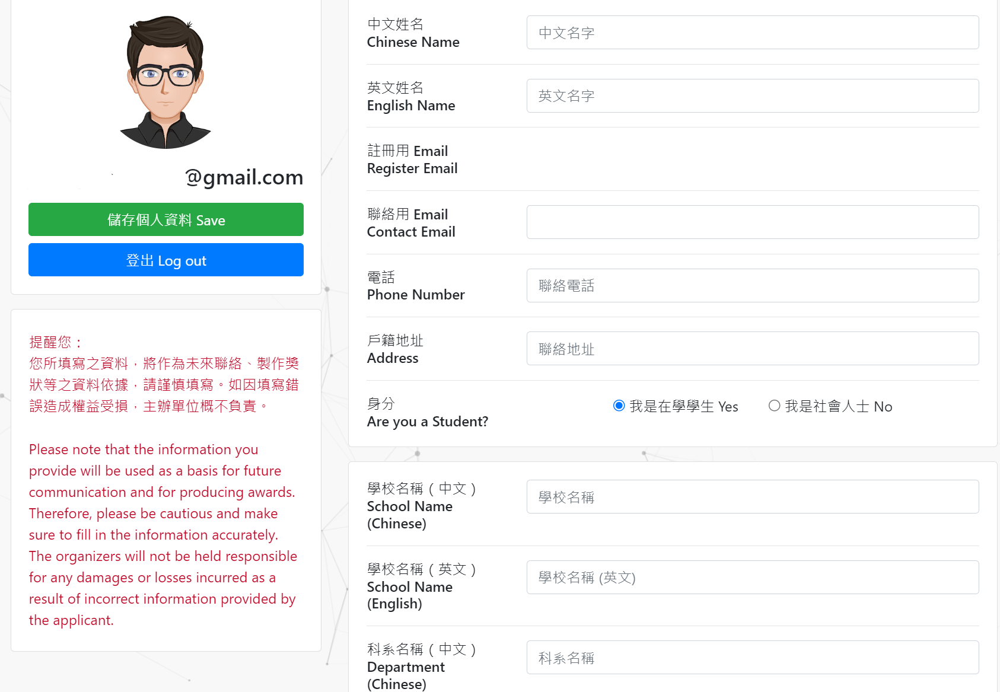 @gmail.com
儲存個人資料 Save
登出 Log out
提醒您：
您所填寫之資料，將作為未來聯絡、製作獎
狀等之資料依據，請謹慎填寫。如因填寫錯
誤造成權益受損，主辦單位概不負責。
Please note that the information you
provide will be used as a basis for future
communication and for producing awards.
Therefore, please be cautious and make
sure to fill in the information accurately.
The organizers will not be held responsible
for any damages or losses incurred as a
result of incorrect information provided by
the applicant.
中文姓名
Chinese Name
中文名字
英文姓名
English Name
英文名字
註冊用 Email
Register Email
聯絡用 Email
Contact Email
電話
Phone Number
聯絡電話
戶籍地址
Address
聯絡地址
身分
Are you a Student?
我是在學學生 Yes
我是社會人士 No
學校名稱（中文）
School Name
(Chinese)
學校名稱
學校名稱（英文）
School Name
(English)
學校名稱 (英文)
科系名稱（中文）
Department
(Chinese)
科系名稱